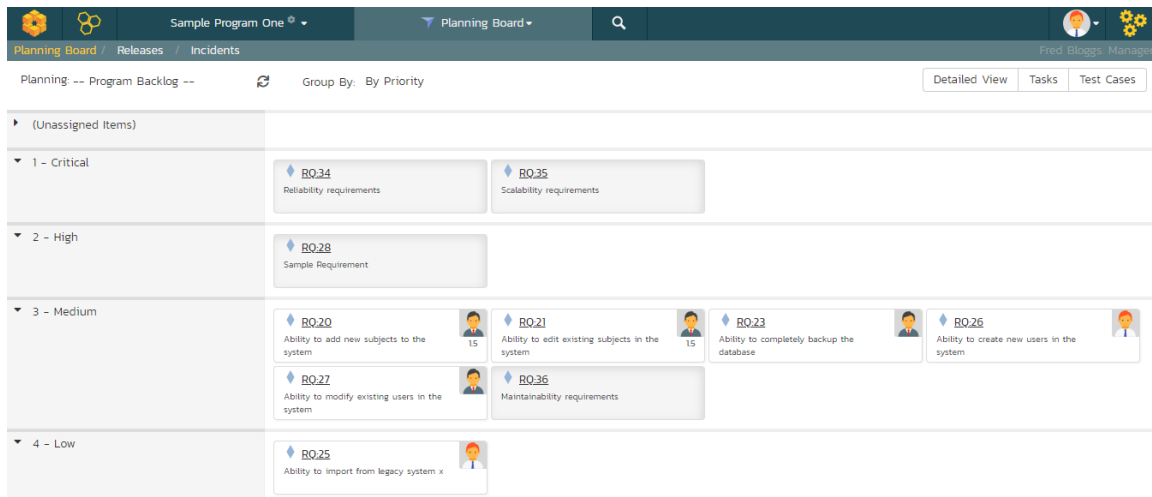 Sample Program One
Planning Board
Planning Board / Releases / Incidents
Fred Bloggs: Manager
Planning: -- Program Backlog --
Group By: By Priority
Detailed View
Tasks
Test Cases
(Unassigned Items)
1 - Critical
RQ:34
Reliability requirements
RQ:35
Scalability requirements
2 - High
RQ:28
Sample Requirement
3 - Medium
RQ:20
Ability to add new subjects to the
system
1.5
RQ:21
Ability to edit existing subjects in the
system
1.5
RQ:23
Ability to completely backup the
database
RQ:26
Ability to create new users in the
system
RQ:27
Ability to modify existing users in the
system
RQ:36
Maintainability requirements
4 - Low
RQ:25
Ability to import from legacy system x